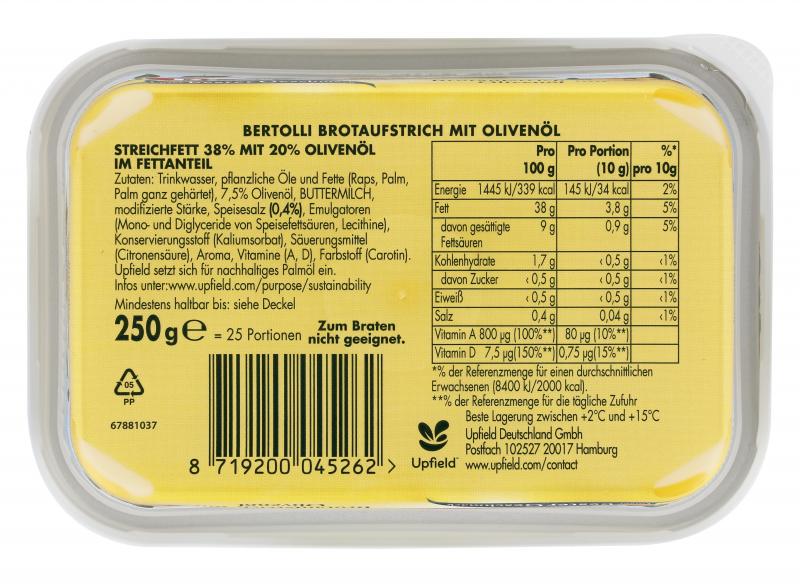 BERTOLLI BROTAUFSTRICH MIT OLIVENÖL
STREICHFETT 38% MIT 20% OLIVENÖL
IM FETTANTEIL
Zutaten: Trinkwasser, pflanzliche Öle und Fette (Raps, Palm,
Palm ganz gehärtet), 7,5% Olivenöl, BUTTERMILCH,
modifizierte Stärke, Speisesalz (0,4%), Emulgatoren
(Mono- und Diglyceride von Speisefettsäuren, Lecithine),
Konservierungsstoff (Kaliumsorbat), Säuerungsmittel
(Citronensäure), Aroma, Vitamine (A, D), Farbstoff (Carotin).
Upfield setzt sich für nachhaltiges Palmöl ein.
Infos unter:www.upfield.com/purpose/sustainability
Mindestens haltbar bis: siehe Deckel
250 g e = 25 Portionen
Zum Braten
nicht geeignet.
05
PP
67881037
8 719200 045262 >
Pro Pro Portion %*
100 g (10 g) pro 10g
Energie 1445 kJ/339 kcal 145 kJ/34 kcal 2%
Fett 38 g 3,8 g 5%
davon gesättigte 9 g 0,9 g 5%
Fettsäuren
Kohlenhydrate 1,7 g < 0,5 g <1%
davon Zucker < 0,5 g < 0,5 g <1%
Eiweiß < 0,5 g < 0,5 g <1%
Salz 0,4 g 0,04 g <1%
Vitamin A 800 µg (100%**) 80 µg (10%**)
Vitamin D 7,5 µg(150%**) 0,75 µg(15%**)
*% der Referenzmenge für einen durchschnittlichen
Erwachsenen (8400 kJ/2000 kcal).
**% der Referenzmenge für die tägliche Zufuhr
Beste Lagerung zwischen +2°C und +15°C
Upfield Deutschland Gmbh
Postfach 102527 20017 Hamburg
Upfield™ www.upfield.com/contact